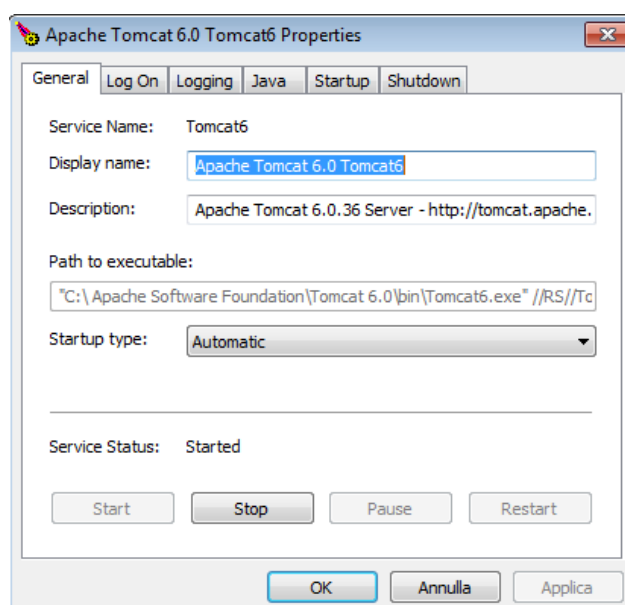 Apache Tomcat 6.0 Tomcat6 Properties
General Log On Logging Java Startup Shutdown
Service Name: Tomcat6
Display name: Apache Tomcat 6.0 Tomcat6
Description: Apache Tomcat 6.0.36 Server - http://tomcat.apache.
Path to executable:
"C:\Apache Software Foundation\Tomcat 6.0\bin\Tomcat6.exe" //RS//Tc
Startup type: Automatic
Service Status: Started
Start Stop Pause Restart
OK Annulla Applica